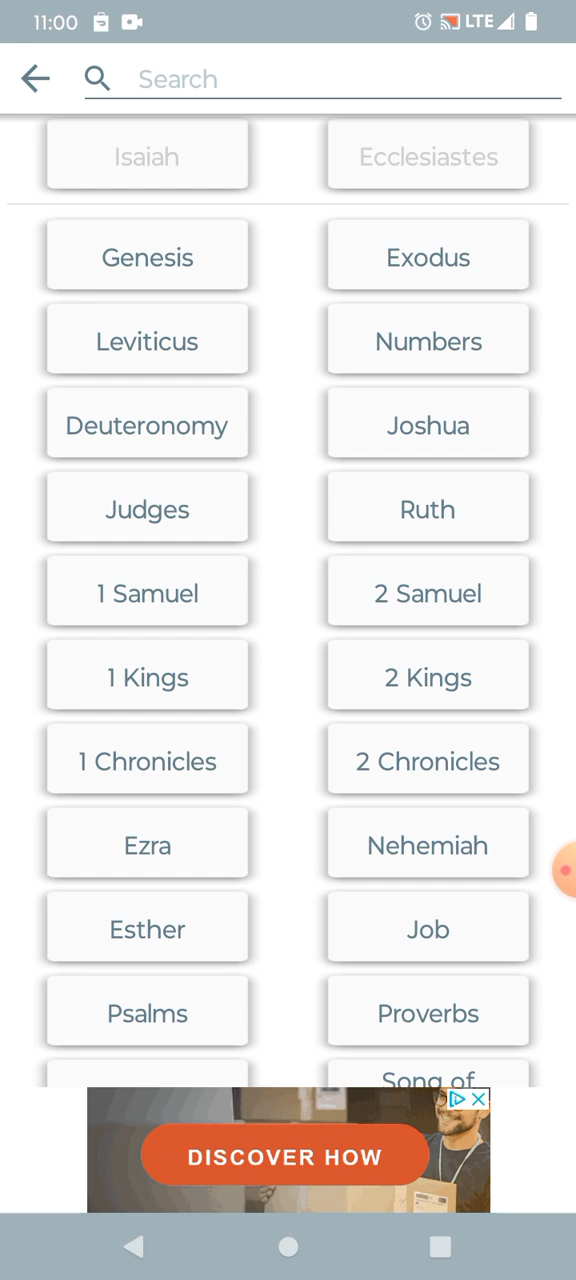 11:00
LTE
Search
Isaiah
Ecclesiastes
Genesis
Exodus
Leviticus
Numbers
Deuteronomy
Joshua
Judges
Ruth
1 Samuel
2 Samuel
1 Kings
2 Kings
1 Chronicles
2 Chronicles
Ezra
Nehemiah
Esther
Job
Psalms
Proverbs
Song of
DISCOVER HOW